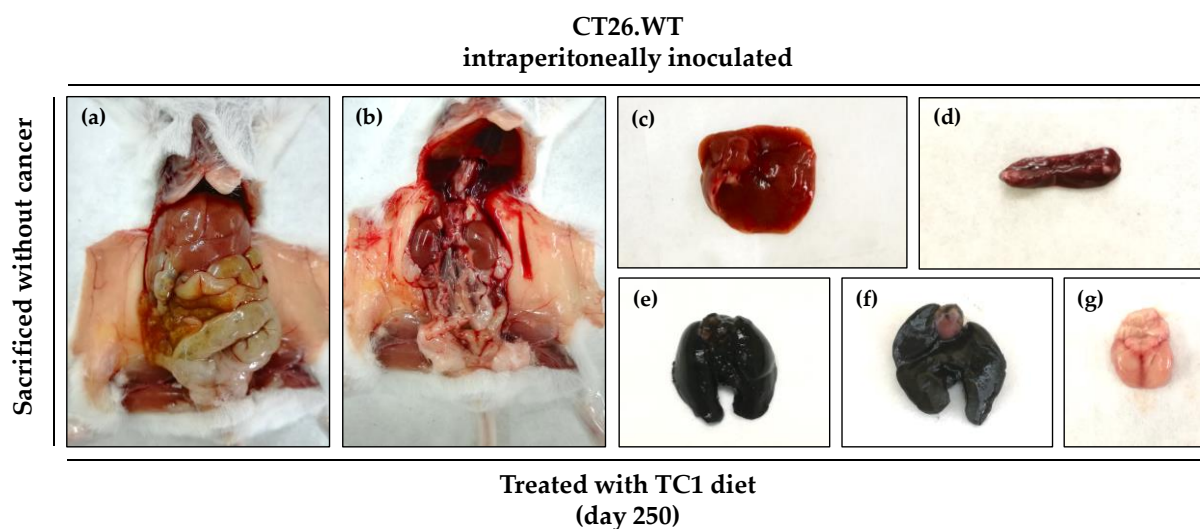 CT26.WT
intraperitoneally inoculated
Sacrificed without cancer
(a)
(b)
(c)
(d)
(e)
(f)
(g)
Treated with TC1 diet
(day 250)